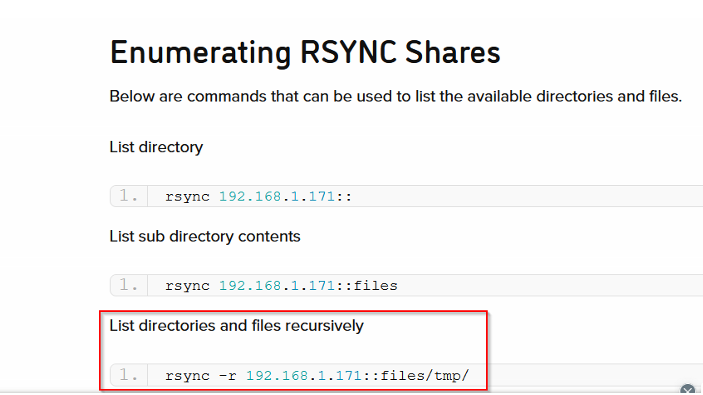 Enumerating RSYNC Shares
Below are commands that can be used to list the available directories and files.
List directory
1. rsync 192.168.1.171::
List sub directory contents
1. rsync 192.168.1.171::files
List directories and files recursively
1. rsync -r 192.168.1.171::files/tmp/